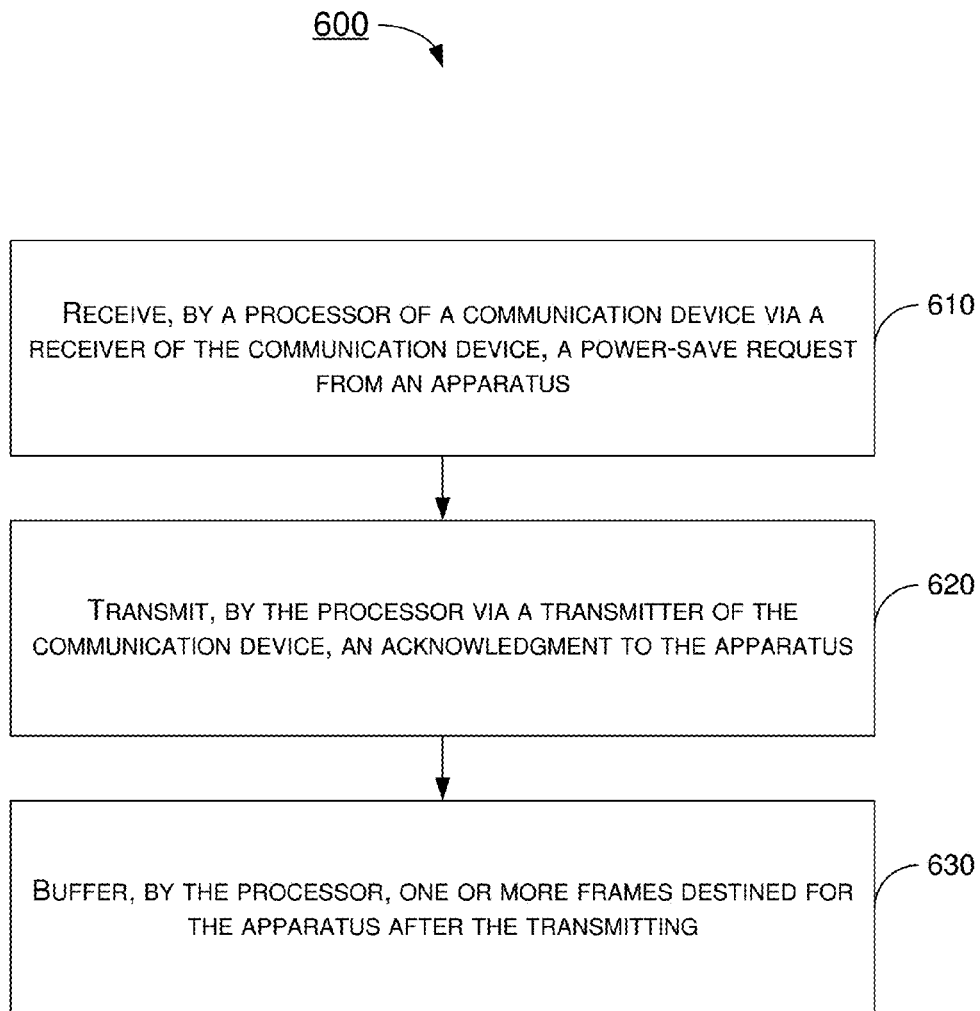 600
RECEIVE, BY A PROCESSOR OF A COMMUNICATION DEVICE VIA A
RECEIVER OF THE COMMUNICATION DEVICE, A POWER-SAVE REQUEST
FROM AN APPARATUS
610
TRANSMIT, BY THE PROCESSOR VIA A TRANSMITTER OF THE
COMMUNICATION DEVICE, AN ACKNOWLEDGMENT TO THE APPARATUS
620
BUFFER, BY THE PROCESSOR, ONE OR MORE FRAMES DESTINED FOR
THE APPARATUS AFTER THE TRANSMITTING
630